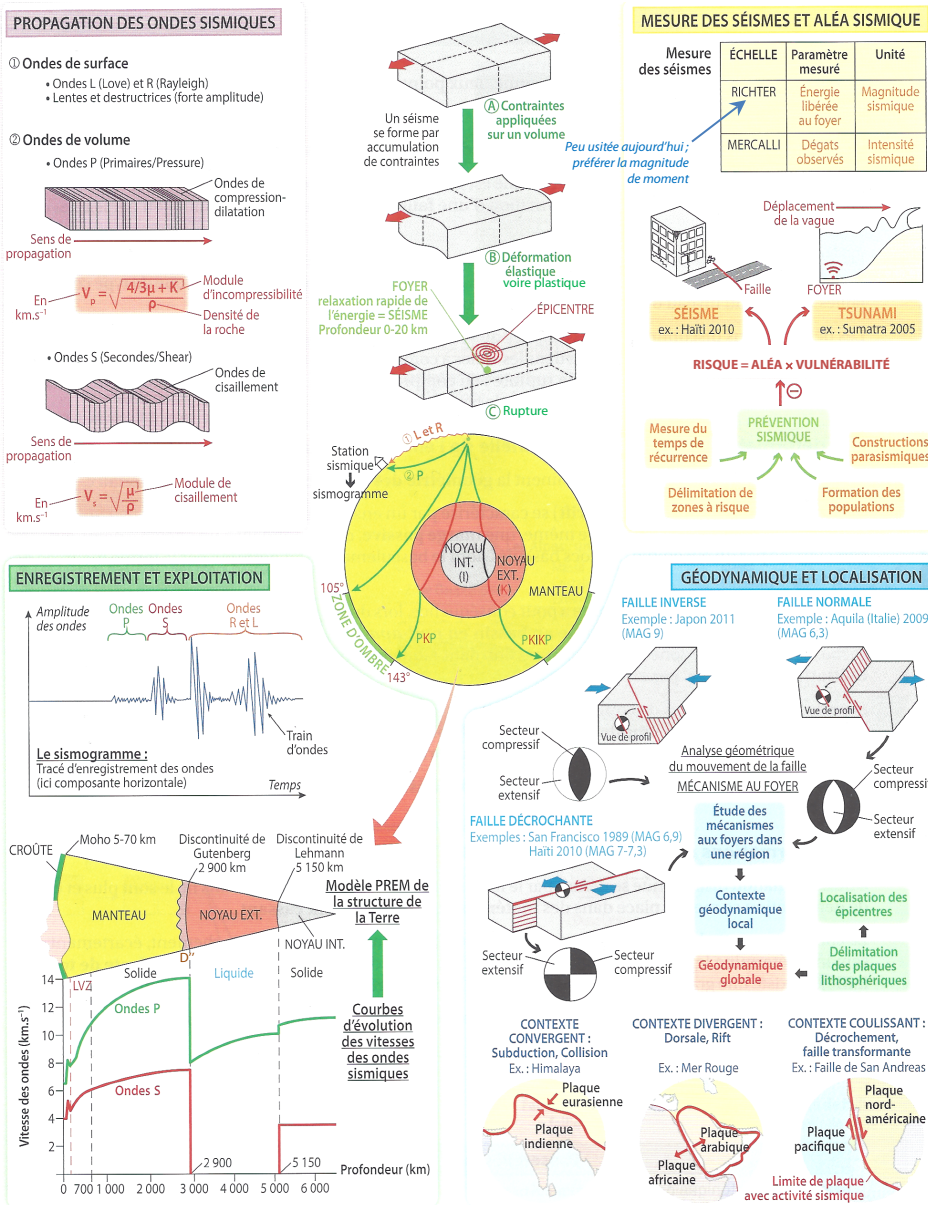 PROPAGATION DES ONDES SISMIQUES
① Ondes de surface
• Ondes L (Love) et R (Rayleigh)
• Lentes et destructrices (forte amplitude)
② Ondes de volume
• Ondes P (Primaires/Pressure)
Ondes de
compression-
dilatation
Sens de
propagation
En
km.s⁻¹
Vp = √(4/3μ + K / ρ)
Module
d'incompressibilité
Densité de
la roche
• Ondes S (Secondes/Shear)
Ondes de
cisaillement
Sens de
propagation
En
km.s⁻¹
Vs = √(μ / ρ)
Module de
cisaillement
Un séisme
se forme par
accumulation
de contraintes
Ⓐ Contraintes
appliquées
sur un volume
Ⓑ Déformation
élastique
voire plastique
FOYER
relaxation rapide de
l'énergie = SÉISME
Profondeur 0-20 km
ÉPICENTRE
Ⓒ Rupture
① L et R
② P
Station
sismique
sismogramme
NOYAU
INT.
(I)
NOYAU
EXT.
(K)
MANTEAU
105°
ZONE D'OMBRE
143°
PKP
PKIKP
MESURE DES SÉISMES ET ALÉA SISMIQUE
Mesure
des séismes
ÉCHELLE
Paramètre
mesuré
Unité
RICHTER
Énergie
libérée
au foyer
Magnitude
sismique
MERCALLI
Dégats
observés
Intensité
sismique
Peu usitée aujourd'hui ;
préférer la magnitude
de moment
Déplacement
de la vague
Faille
FOYER
SÉISME
ex. : Haïti 2010
TSUNAMI
ex. : Sumatra 2005
RISQUE = ALÉA × VULNÉRABILITÉ
⊖
PRÉVENTION
SISMIQUE
Mesure du
temps de
récurrence
Constructions
parasismiques
Délimitation de
zones à risque
Formation des
populations
ENREGISTREMENT ET EXPLOITATION
Amplitude
des ondes
Ondes
P
Ondes
S
Ondes
R et L
Train
d'ondes
Le sismogramme :
Tracé d'enregistrement des ondes
(ici composante horizontale)
Temps
CROÛTE
Moho 5-70 km
Discontinuité de
Gutenberg
2 900 km
Discontinuité de
Lehmann
5 150 km
MANTEAU
NOYAU EXT.
NOYAU INT.
D''
Modèle PREM de
la structure de
la Terre
Courbes
d'évolution
des vitesses
des ondes
sismiques
LVZ
Solide
Liquide
Solide
Ondes P
Ondes S
Vitesse des ondes (km.s⁻¹)
14
12
10
8
6
4
2
2 900
5 150
Profondeur (km)
0
700
1 000
2 000
3 000
4 000
5 000
6 000
GÉODYNAMIQUE ET LOCALISATION
FAILLE INVERSE
Exemple : Japon 2011
(MAG 9)
FAILLE NORMALE
Exemple : Aquila (Italie) 2009
(MAG 6,3)
Vue de profil
Vue de profil
Secteur
compressif
Secteur
extensif
Analyse géométrique
du mouvement de la faille
MÉCANISME AU FOYER
Secteur
compressi
Secteur
extensif
FAILLE DÉCROCHANTE
Exemples : San Francisco 1989 (MAG 6,9)
Haïti 2010 (MAG 7-7,3)
Secteur
extensif
Secteur
compressif
Étude des
mécanismes
aux foyers dans
une région
Contexte
géodynamique
local
Géodynamique
globale
Localisation des
épicentres
Délimitation
des plaques
lithosphériques
CONTEXTE
CONVERGENT :
Subduction, Collision
Ex. : Himalaya
Plaque
eurasienne
Plaque
indienne
CONTEXTE DIVERGENT :
Dorsale, Rift
Ex. : Mer Rouge
Plaque
arabique
Plaque
africaine
CONTEXTE COULISSANT :
Décrochement,
faille transformante
Ex. : Faille de San Andreas
Plaque
nord-
américaine
Plaque
pacifique
Limite de plaque
avec activité sismique